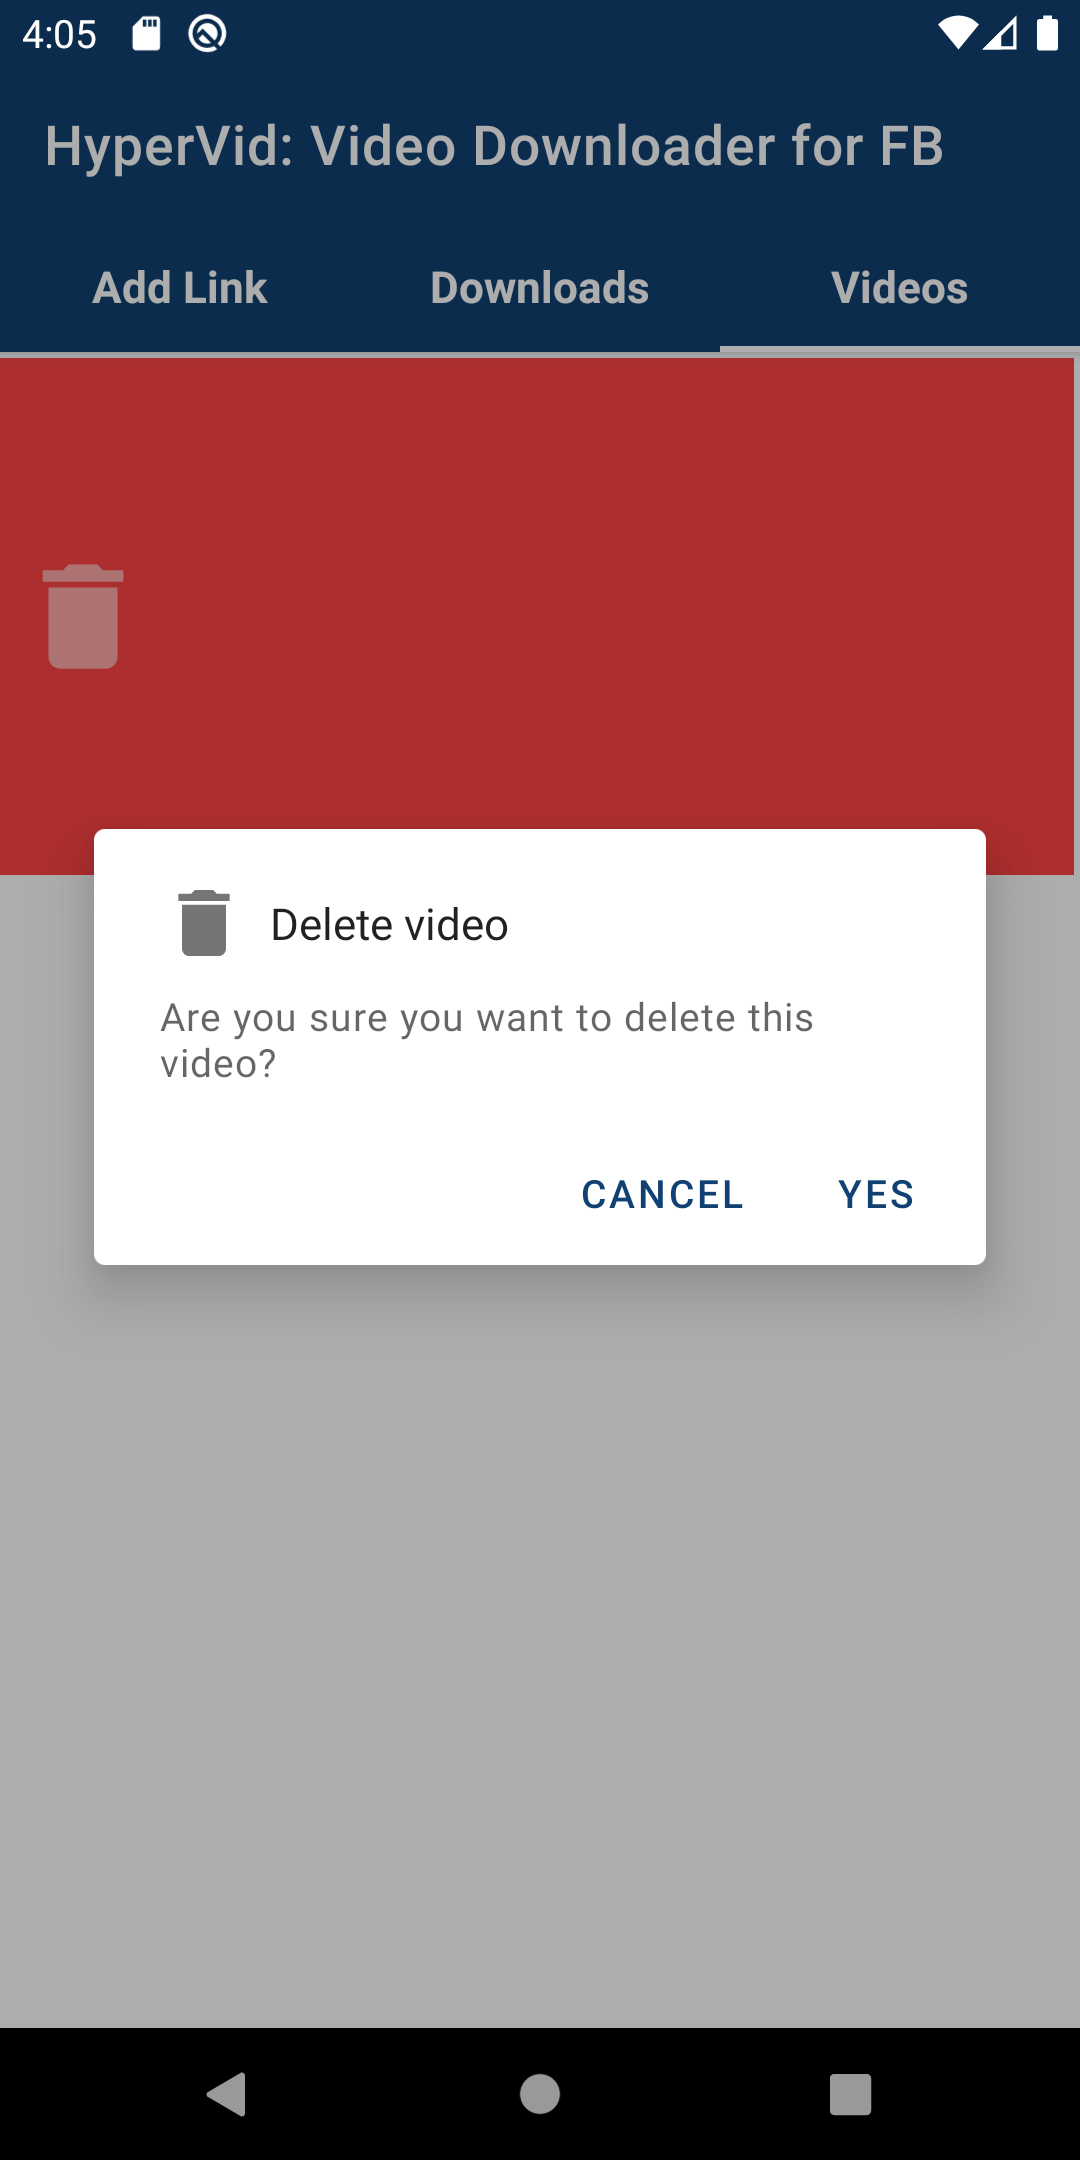 4:05
HyperVid: Video Downloader for FB
Add Link Downloads Videos
Delete video
Are you sure you want to delete this
video?
CANCEL YES